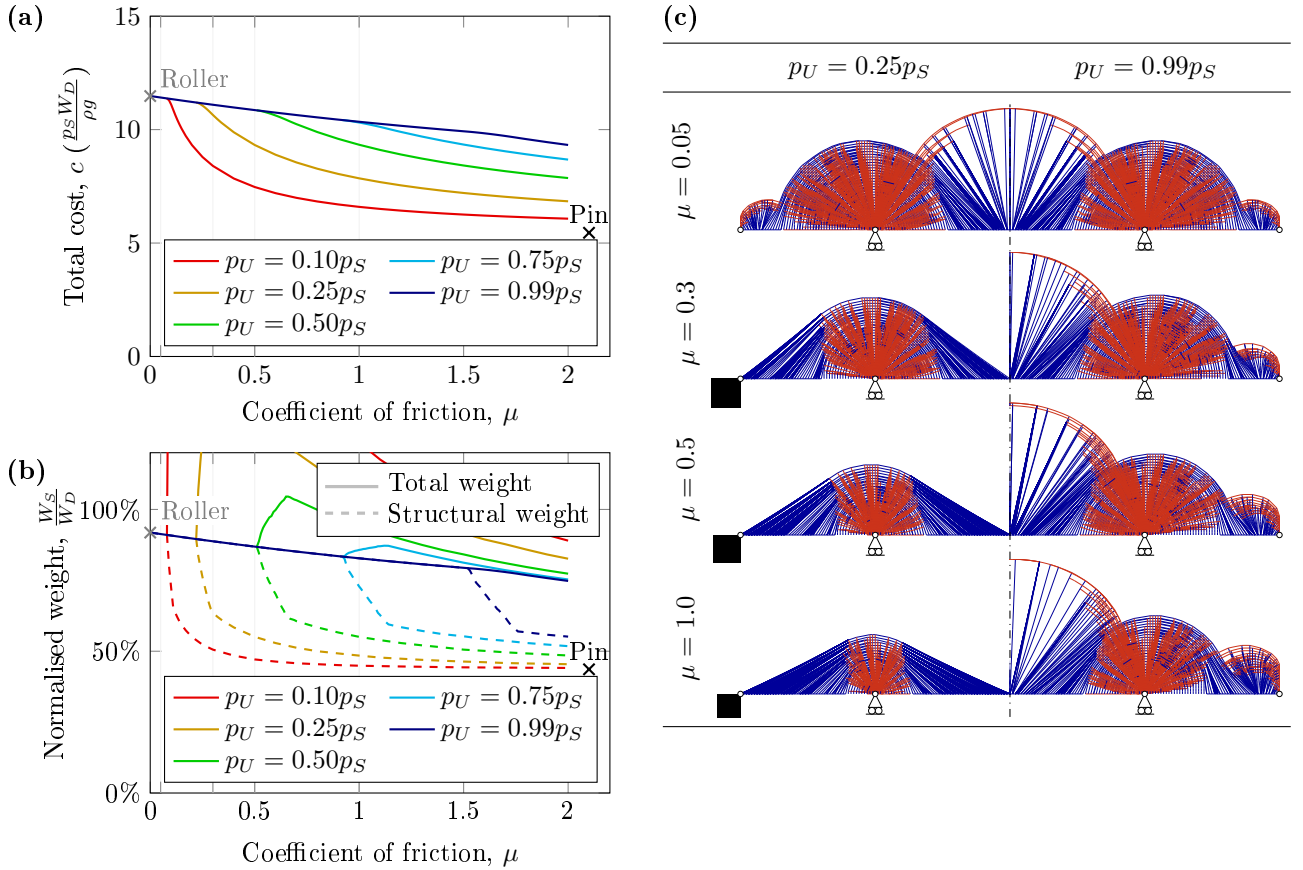 (a)
15
10
5
0
Total cost, c ( p_S W_D / ρg )
Roller
Pin
p_U = 0.10p_S
p_U = 0.75p_S
p_U = 0.25p_S
p_U = 0.99p_S
p_U = 0.50p_S
0 0.5 1 1.5 2
Coefficient of friction, μ
(b)
100%
50%
0%
Normalised weight, W_S / W_D
Roller
Total weight
Structural weight
Pin
p_U = 0.10p_S
p_U = 0.75p_S
p_U = 0.25p_S
p_U = 0.99p_S
p_U = 0.50p_S
0 0.5 1 1.5 2
Coefficient of friction, μ
(c)
p_U = 0.25p_S
p_U = 0.99p_S
μ = 0.05
μ = 0.3
μ = 0.5
μ = 1.0